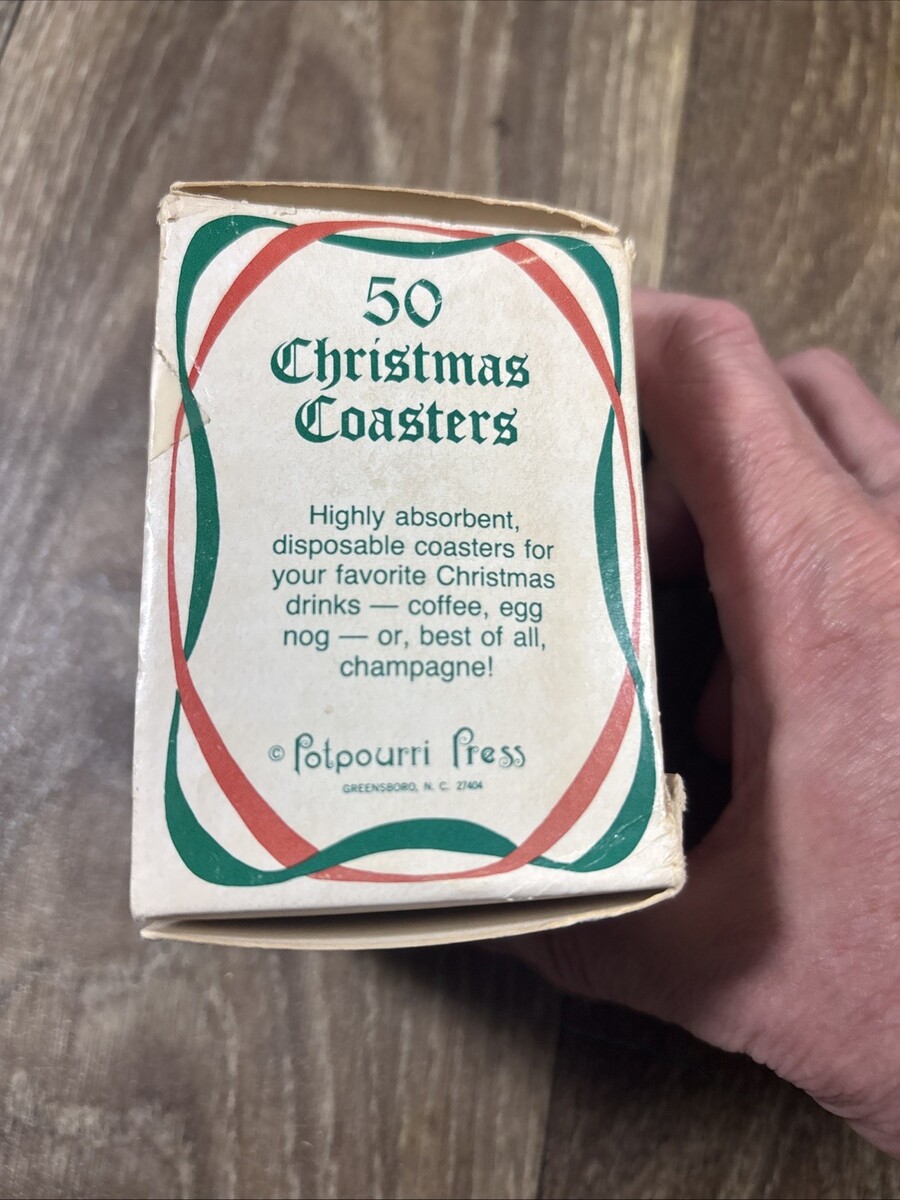 50
Christmas
Coasters
Highly absorbent,
disposable coasters for
your favorite Christmas
drinks — coffee, egg
nog — or, best of all,
champagne!
© Potpourri Press
GREENSBORO, N. C. 27404